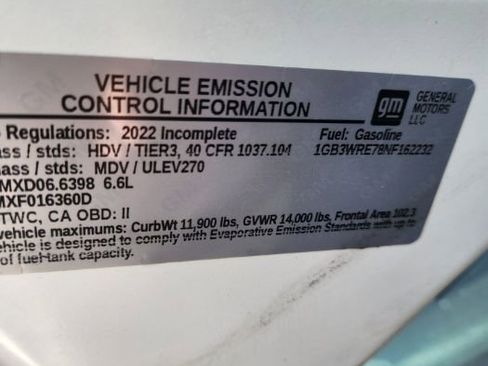 VEHICLE EMISSION
CONTROL INFORMATION
gm
GENERAL
MOTORS
LLC
Regulations: 2022 Incomplete
Fuel: Gasoline
ass / stds: HDV / TIER3, 40 CFR 1037.104
1GB3WRE78NF162232
ass / stds: MDV / ULEV270
MXD06.6398 6.6L
MXF016360D
TWC, CA OBD: II
vehicle maximums: CurbWt 11,900 lbs, GVWR 14,000 lbs, Frontal Area 102.3
ehicle is designed to comply with Evaporative Emission Standards
of fuel tank capacity.